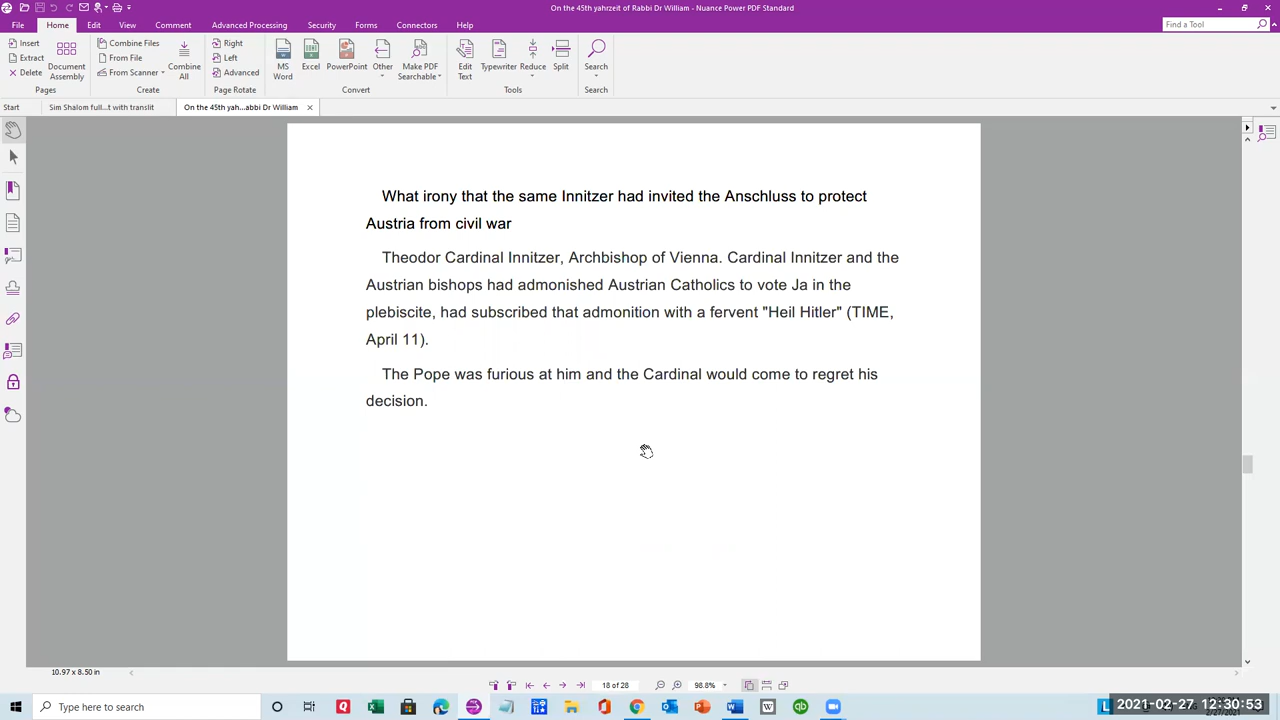 On the 45th yahrzeit of Rabbi Dr William - Nuance Power PDF Standard
File Home Edit View Comment Advanced Processing Security Forms Connectors Help Find a Tool
Insert
Extract
Delete
Document
Assembly
Pages
Combine Files
From File
From Scanner
Combine
All
Create
Right
Left
Advanced
Page Rotate
MS
Word
Excel
PowerPoint
Other
Make PDF
Searchable
Convert
Edit
Text
Typewriter
Reduce
Split
Tools
Search
Search
Start Sim Shalom full...t with translit On the 45th yah...abbi Dr William
What irony that the same Innitzer had invited the Anschluss to protect
Austria from civil war
Theodor Cardinal Innitzer, Archbishop of Vienna. Cardinal Innitzer and the
Austrian bishops had admonished Austrian Catholics to vote Ja in the
plebiscite, had subscribed that admonition with a fervent "Heil Hitler" (TIME,
April 11).
The Pope was furious at him and the Cardinal would come to regret his
decision.
10.97 x 8.50 in
18 of 28 98.8%
Type here to search
2021-02-27, 12:30:53